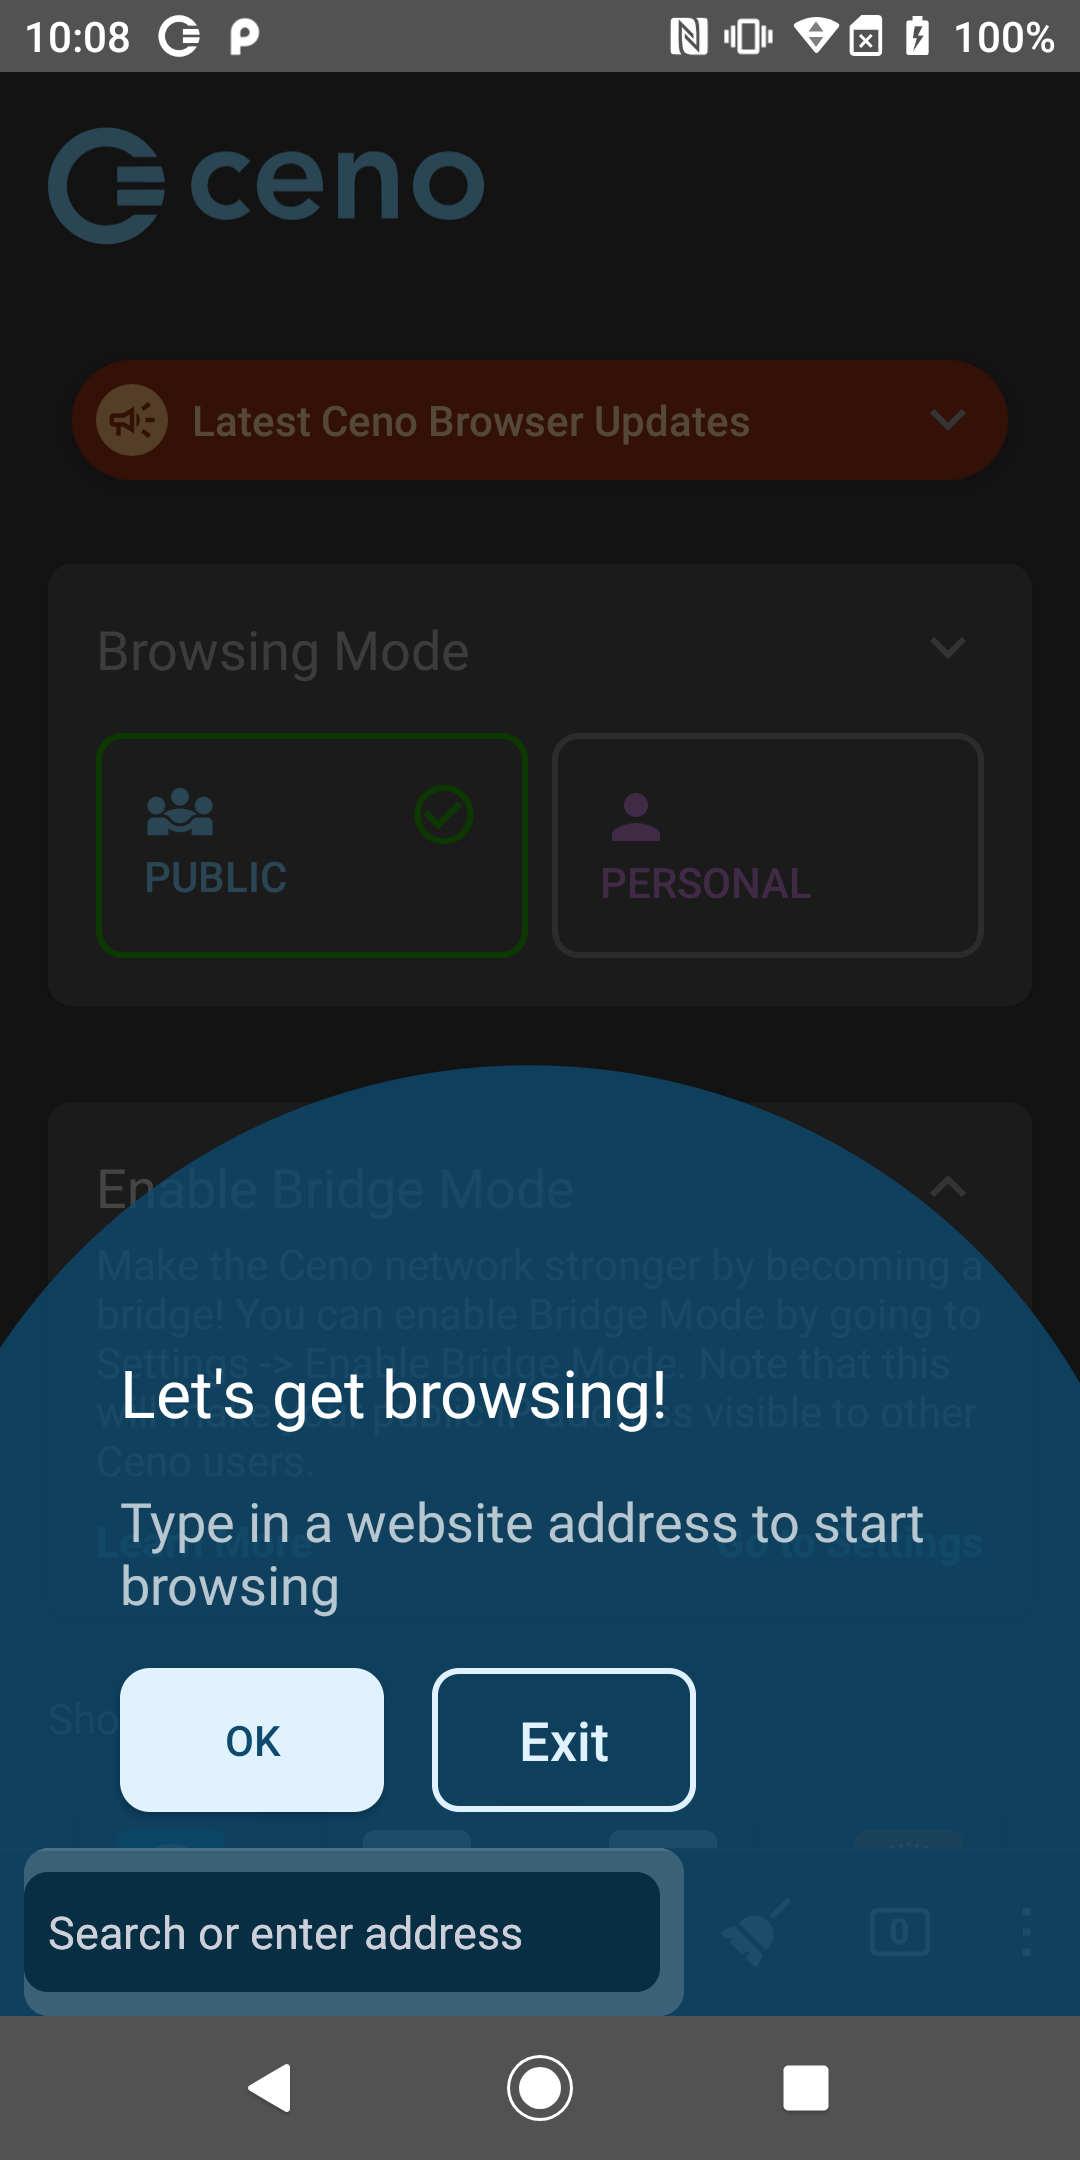 10:08
100%
ceno
Latest Ceno Browser Updates
Browsing Mode
PUBLIC
PERSONAL
Enable Bridge Mode
Make the Ceno network stronger by becoming a
bridge! You can enable Bridge Mode by going to
Settings -> Enable Bridge Mode. Note that this
visible to other
Ceno users.
Let's get browsing!
Learn More
Go to Settings
Type in a website address to start
browsing
Sho
OK
Exit
Search or enter address
0